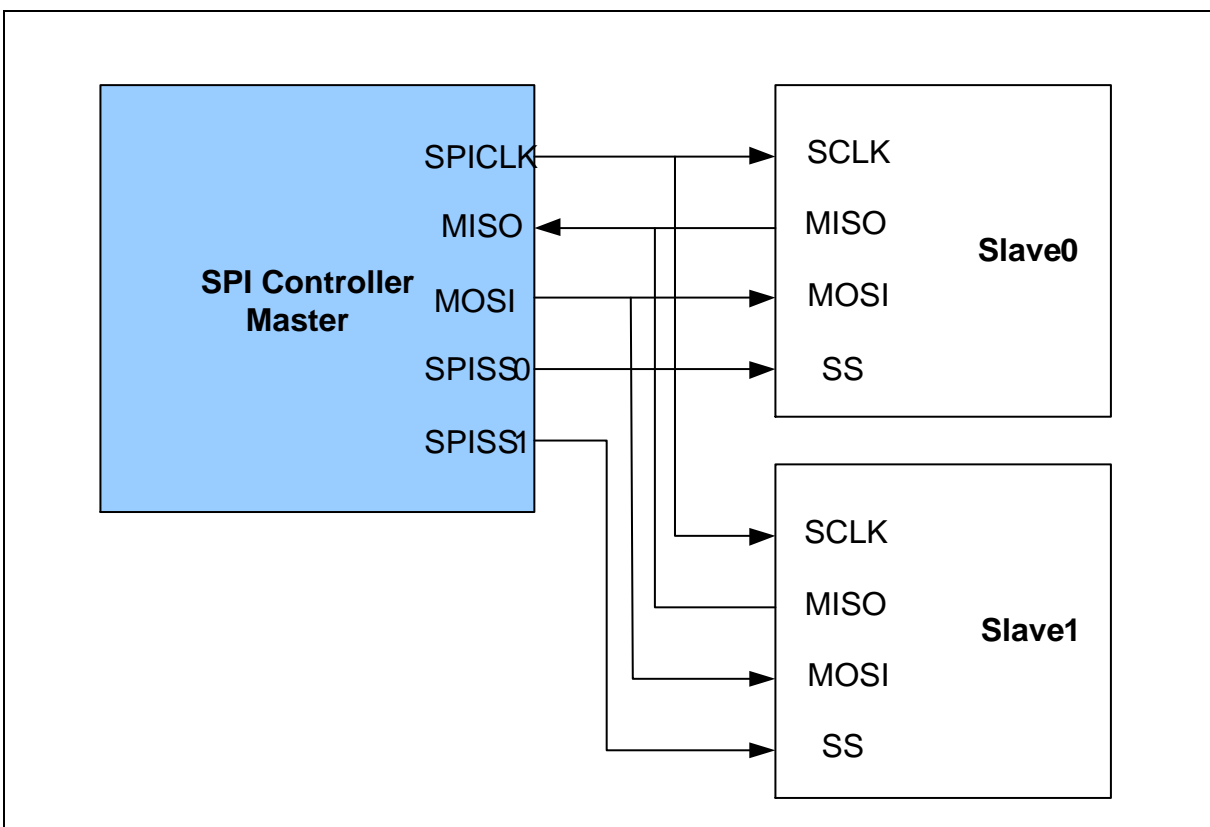 SPI Controller
Master
SPICLK
MISO
MOSI
SPISS0
SPISS1
SCLK
MISO
MOSI
SS
Slave0
SCLK
MISO
MOSI
SS
Slave1